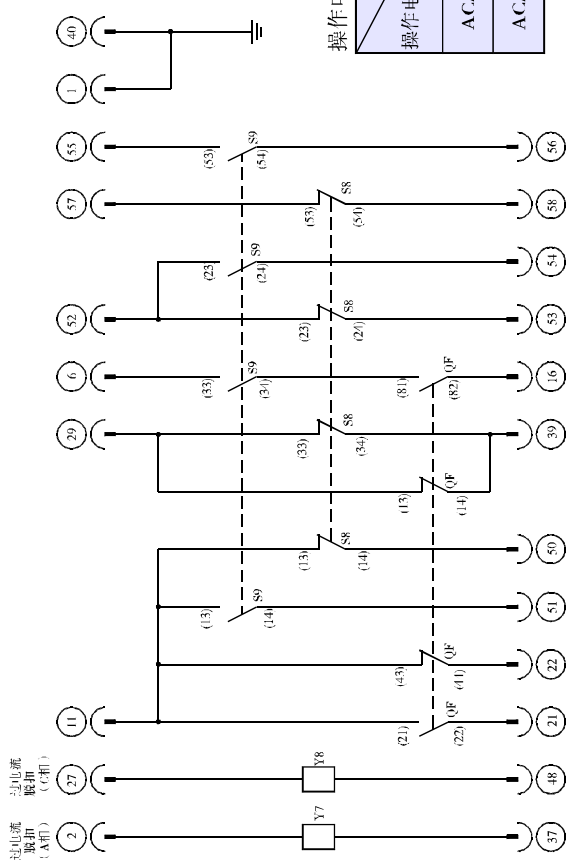 40
1
55
57
52
6
29
11
27
2
过电流
脱扣
(C相)
过电流
脱扣
(A相)
操作电
操作电
AC
AC
(53)
S9
(54)
(53)
S8
(54)
(23)
S9
(24)
(23)
S8
(24)
(33)
S9
(34)
(81)
QF
(82)
(33)
S8
(34)
(13)
QF
(14)
(13)
S8
(14)
(13)
S9
(14)
(43)
QF
(44)
(21)
QF
(22)
Y8
Y7
56
58
54
53
16
39
50
51
22
21
48
37